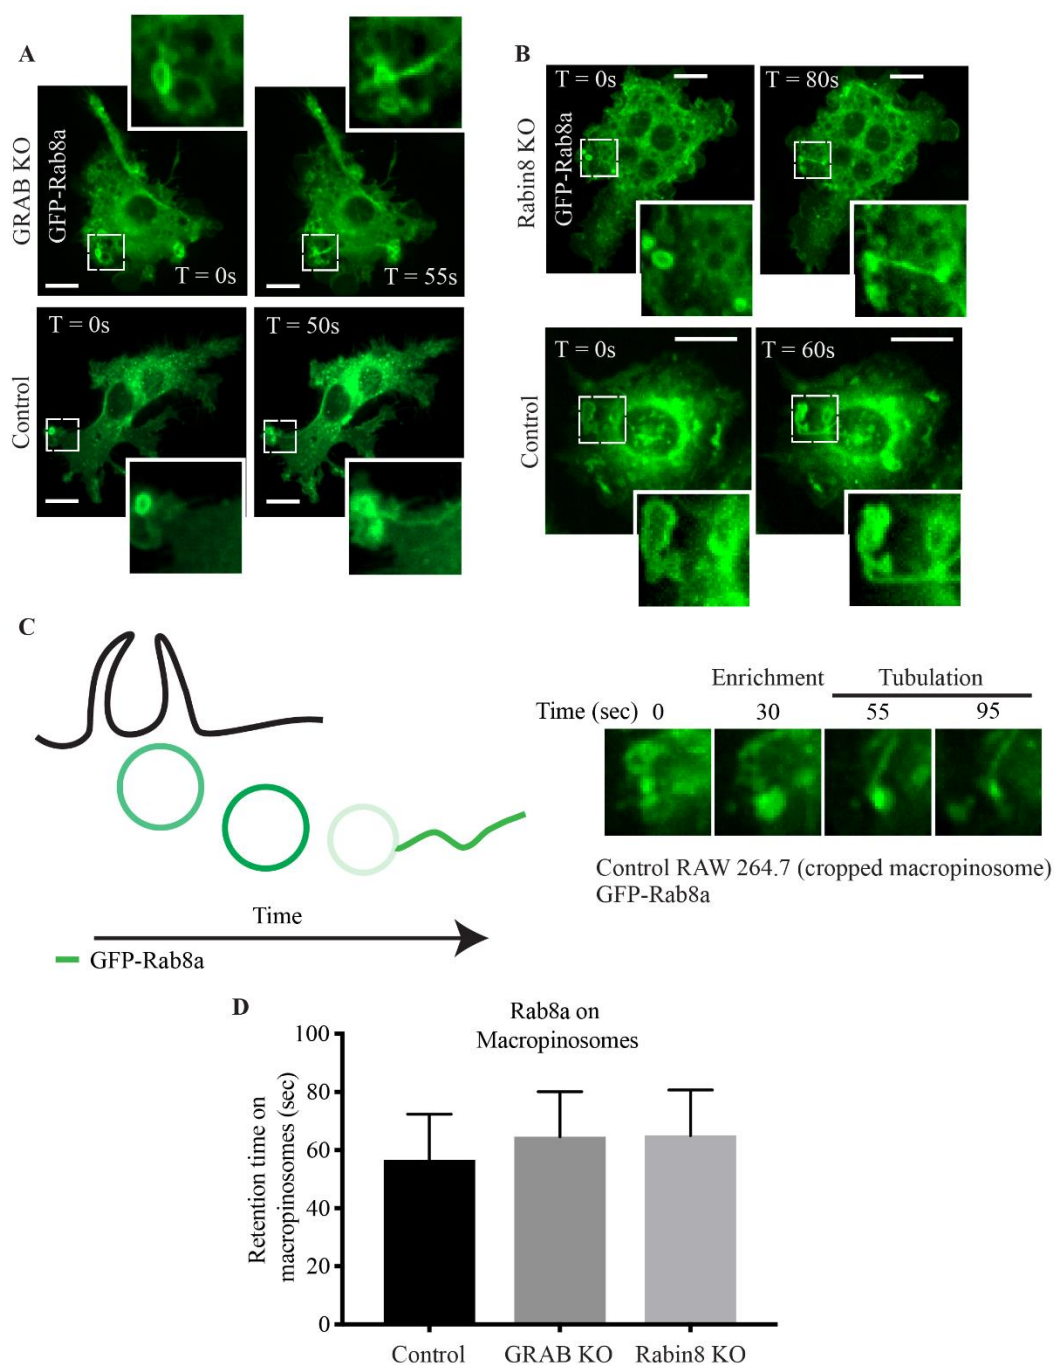 A
GRAB KO
GFP-Rab8a
T = 0s
T = 55s
Control
T = 0s
T = 50s
B
Rabin8 KO
GFP-Rab8a
T = 0s
T = 80s
Control
T = 0s
T = 60s
C
Time
GFP-Rab8a
Enrichment
Tubulation
Time (sec) 0 30 55 95
Control RAW 264.7 (cropped macropinosome)
GFP-Rab8a
D
Rab8a on
Macropinosomes
Retention time on
macropinosomes (sec)
100
80
60
40
20
0
Control
GRAB KO
Rabin8 KO